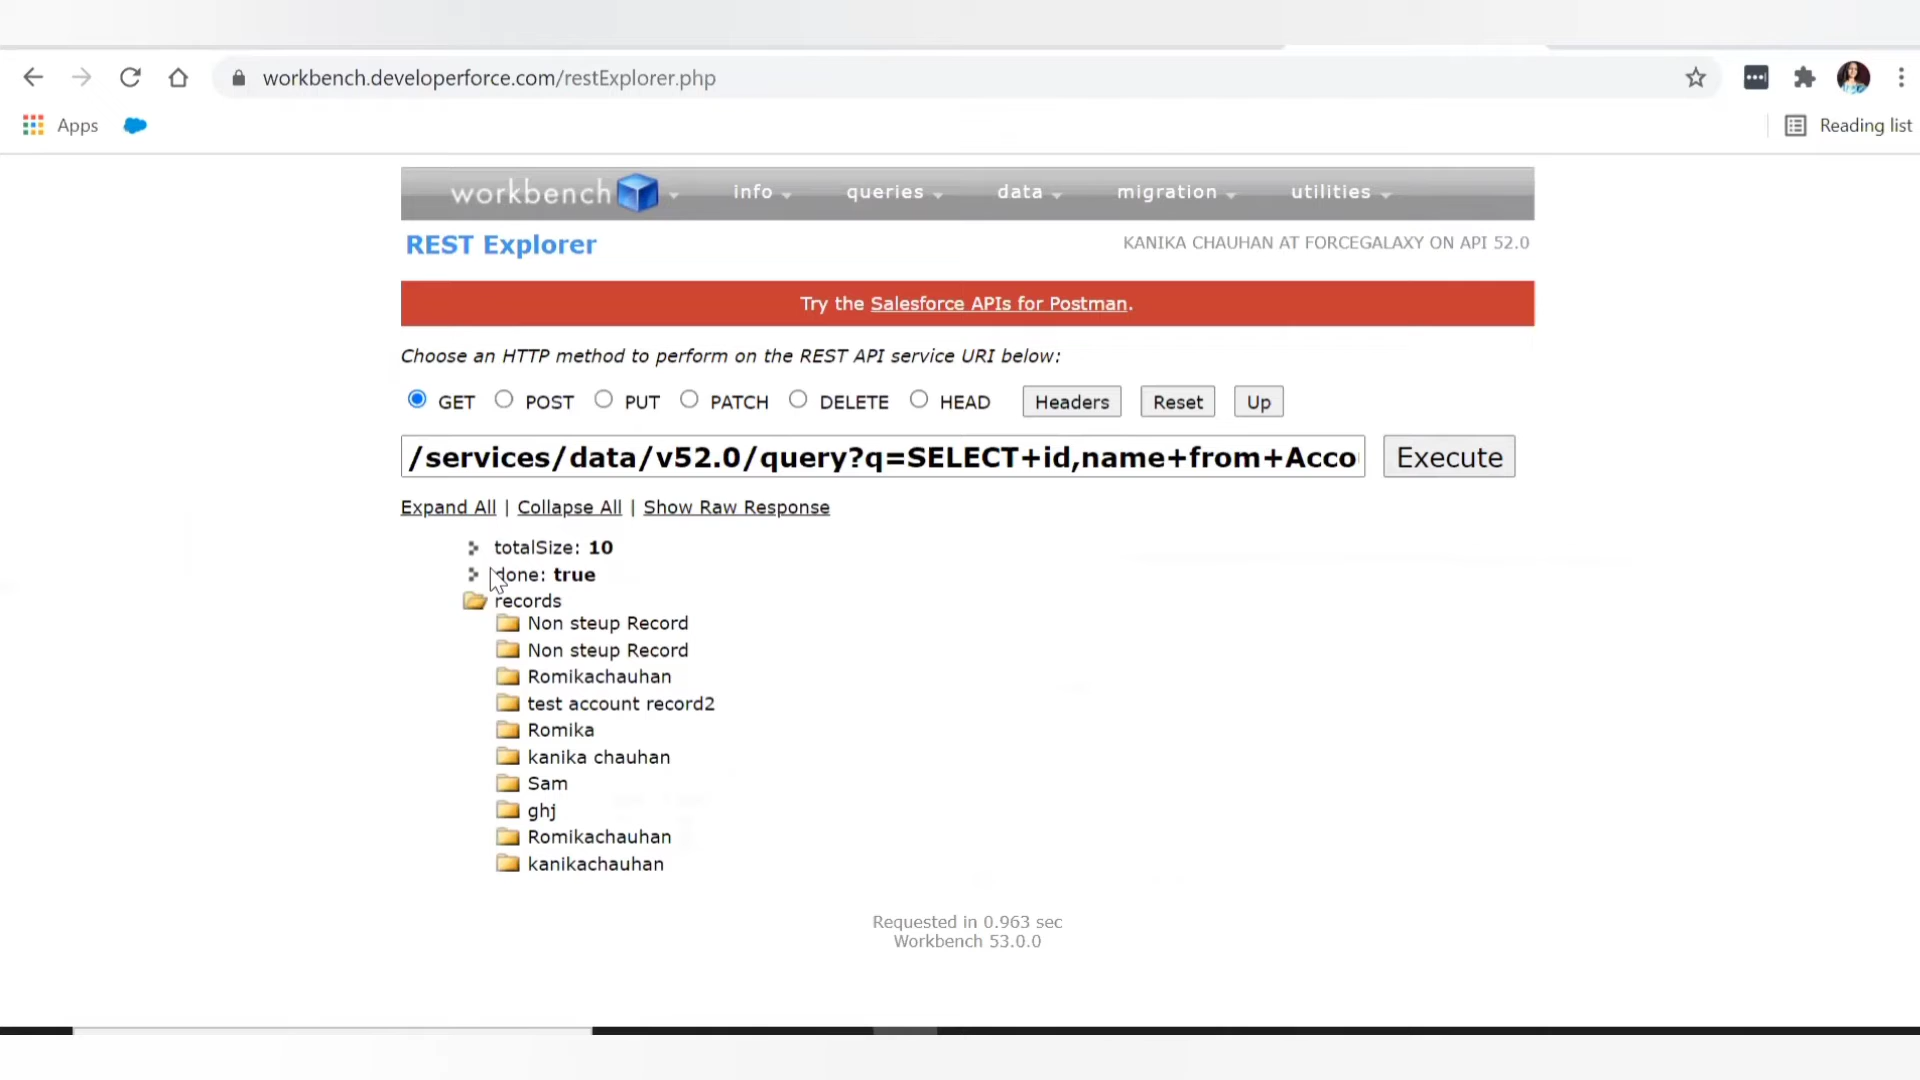 workbench.developerforce.com/restExplorer.php
Apps
Reading list
workbench info queries data migration utilities
REST Explorer
KANIKA CHAUHAN AT FORCEGALAXY ON API 52.0
Try the Salesforce APIs for Postman.
Choose an HTTP method to perform on the REST API service URI below:
GET POST PUT PATCH DELETE HEAD Headers Reset Up
/services/data/v52.0/query?q=SELECT+id,name+from+Acco
Execute
Expand All | Collapse All | Show Raw Response
totalSize: 10
done: true
records
Non steup Record
Non steup Record
Romikachauhan
test account record2
Romika
kanika chauhan
Sam
ghj
Romikachauhan
kanikachauhan
Requested in 0.963 sec
Workbench 53.0.0